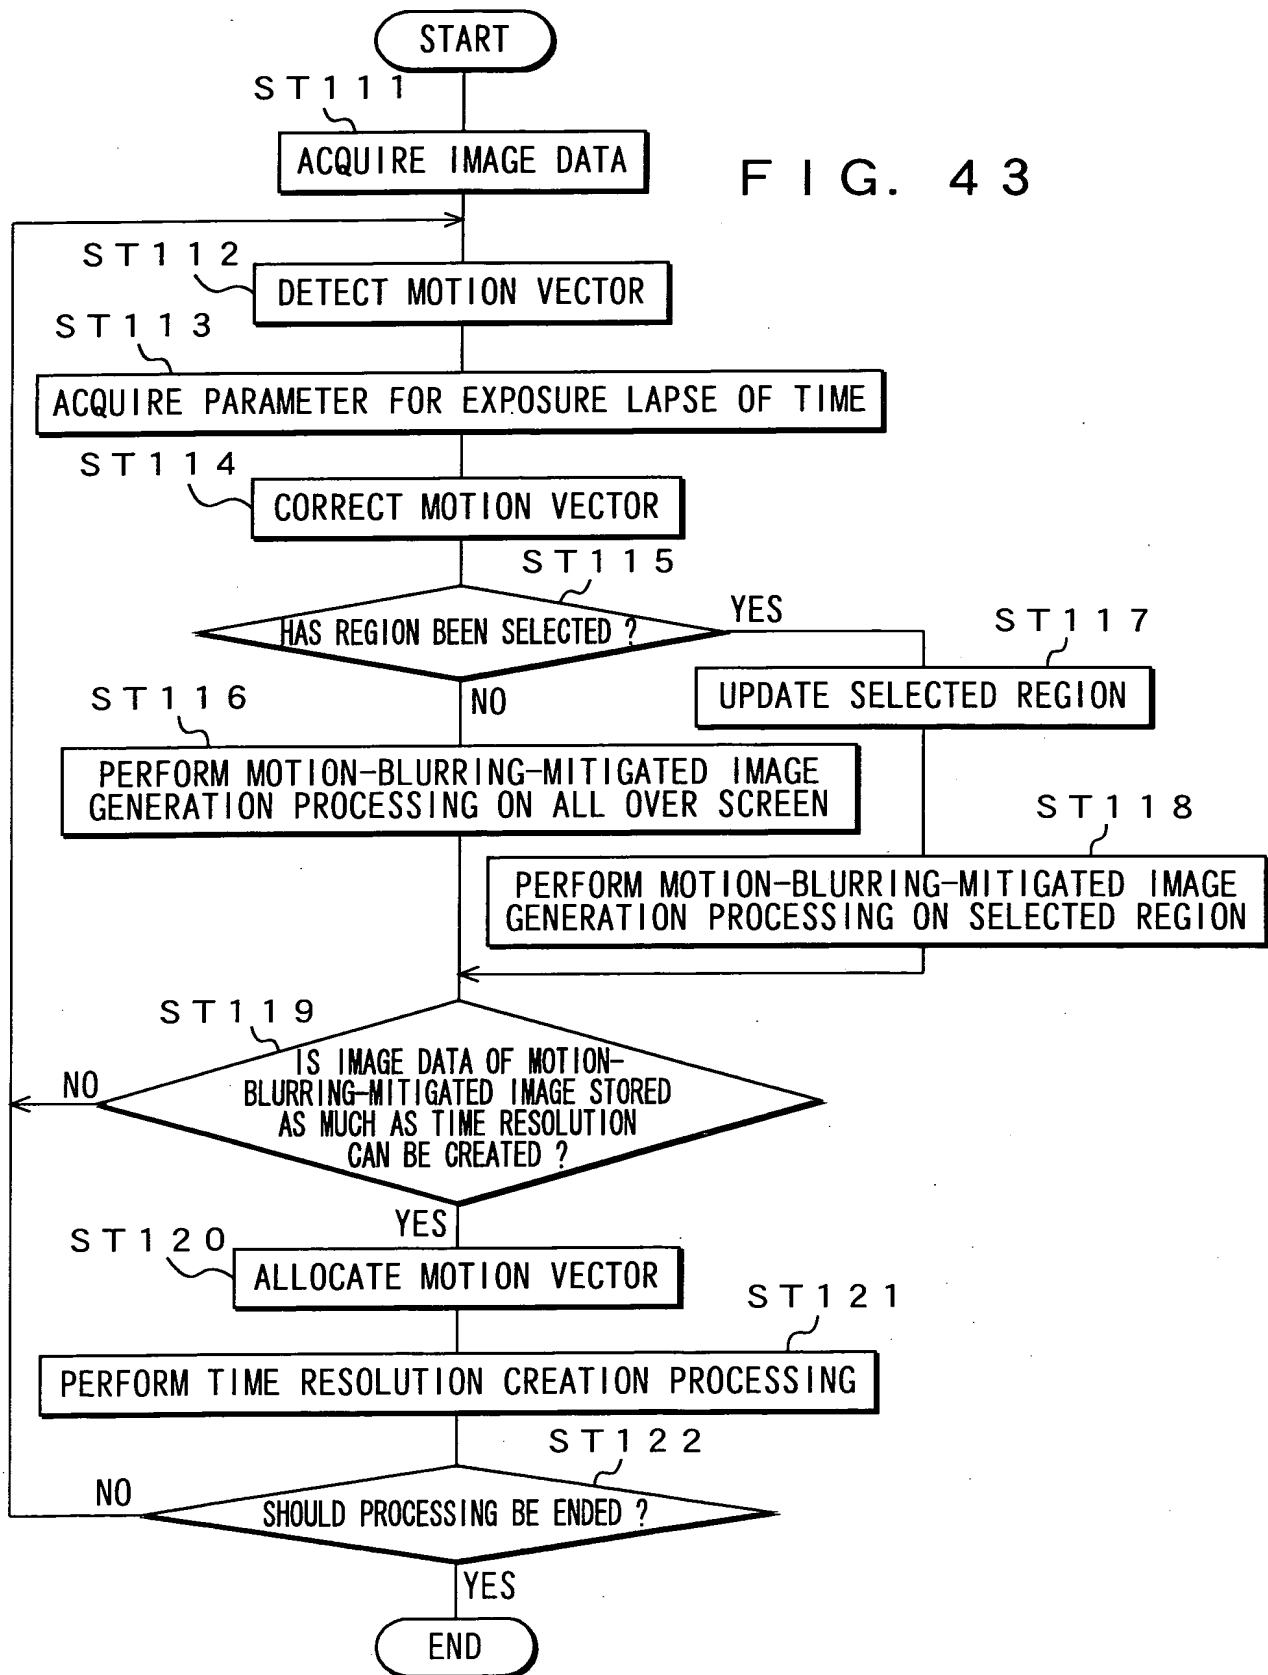 START
ST111
ACQUIRE IMAGE DATA
FIG. 43
ST112
DETECT MOTION VECTOR
ST113
ACQUIRE PARAMETER FOR EXPOSURE LAPSE OF TIME
ST114
CORRECT MOTION VECTOR
ST115
HAS REGION BEEN SELECTED ?
YES
ST117
UPDATE SELECTED REGION
NO
ST116
PERFORM MOTION-BLURRING-MITIGATED IMAGE
GENERATION PROCESSING ON ALL OVER SCREEN
ST118
PERFORM MOTION-BLURRING-MITIGATED IMAGE
GENERATION PROCESSING ON SELECTED REGION
ST119
IS IMAGE DATA OF MOTION-
BLURRING-MITIGATED IMAGE STORED
AS MUCH AS TIME RESOLUTION
CAN BE CREATED ?
NO
YES
ST120
ALLOCATE MOTION VECTOR
ST121
PERFORM TIME RESOLUTION CREATION PROCESSING
ST122
SHOULD PROCESSING BE ENDED ?
NO
YES
END